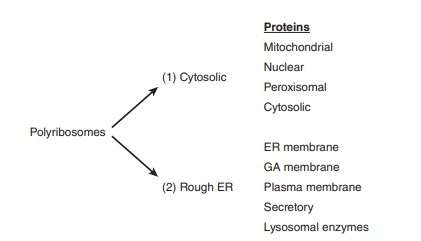 Proteins
Mitochondrial
Nuclear
(1) Cytosolic
Peroxisomal
Cytosolic
Polyribosomes
ER membrane
GA membrane
(2) Rough ER
Plasma membrane
Secretory
Lysosomal enzymes